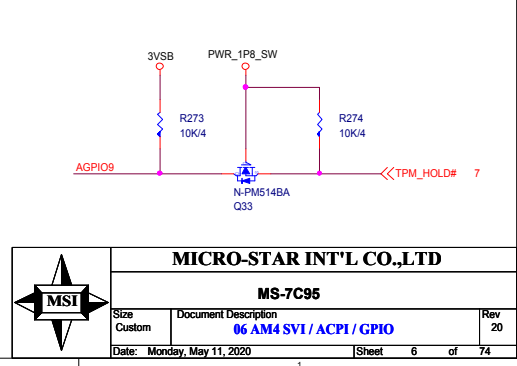 3VSB
PWR_1P8_SW
R273
10K/4
R274
10K/4
AGPIO9
TPM_HOLD# 7
N-PM514BA
Q33
MICRO-STAR INT'L CO.,LTD
MSI
MS-7C95
Size
Custom
Document Description
06 AM4 SVI / ACPI / GPIO
Rev
20
Date: Monday, May 11, 2020
Sheet 6 of 74
1